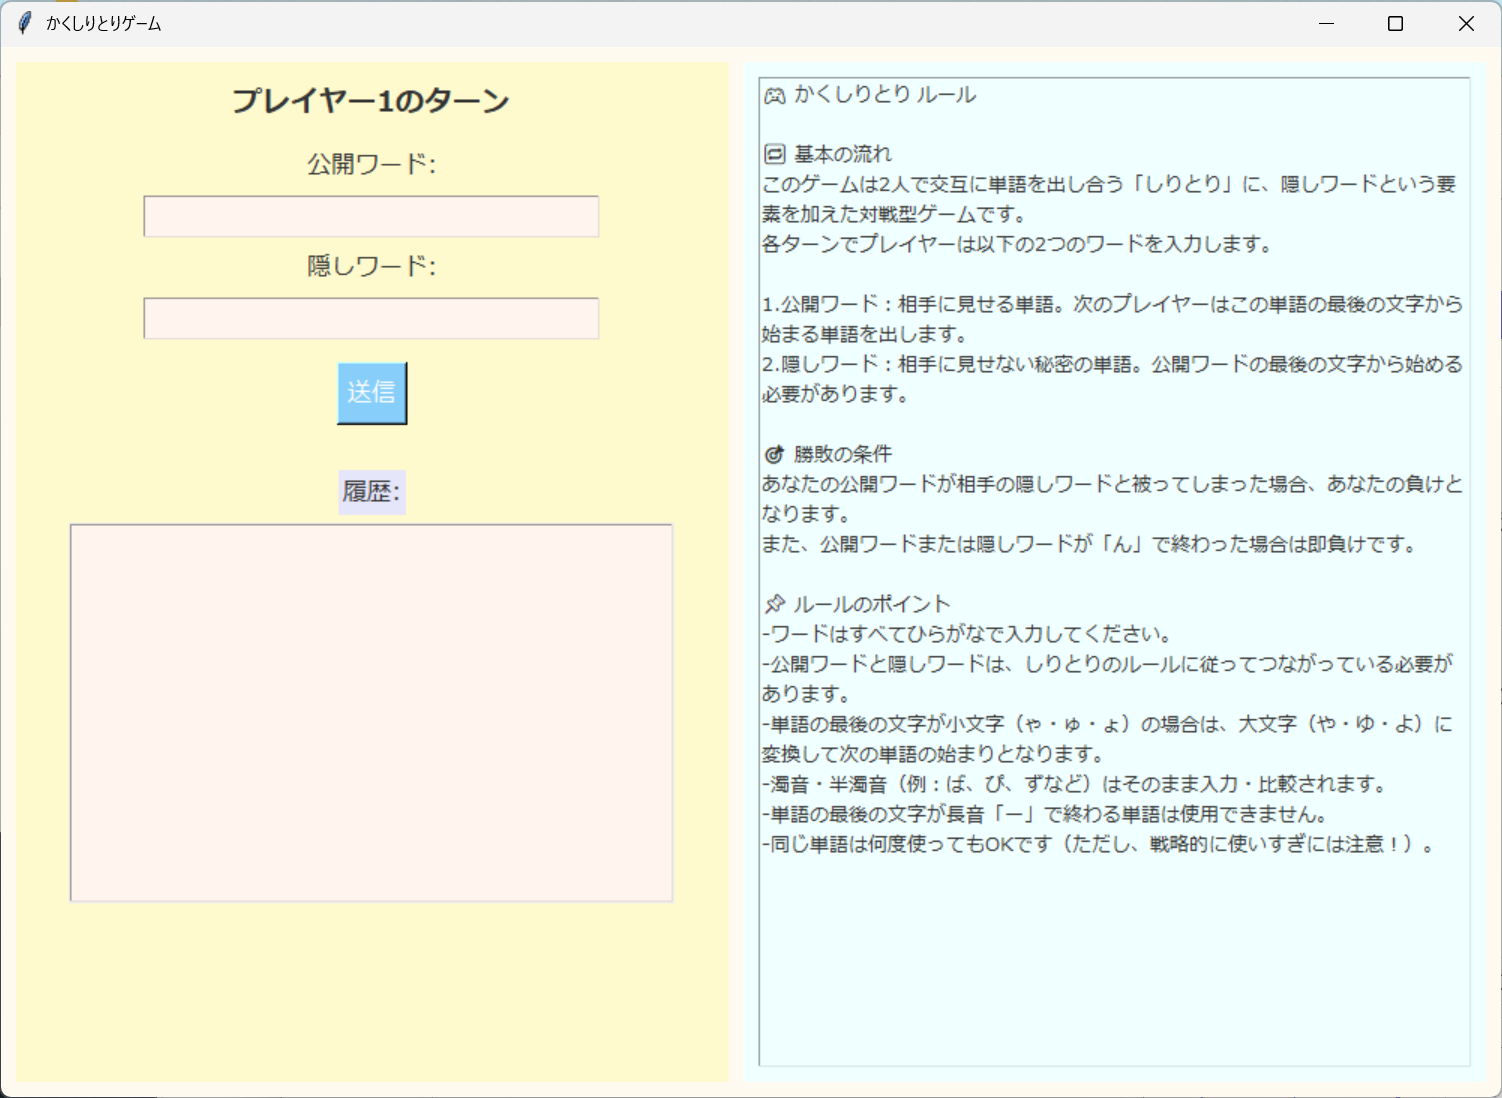 かくしりとりゲーム
プレイヤー1のターン
公開ワード:
隠しワード:
送信
履歴:
🎮 かくしりとり ルール
🔁 基本の流れ
このゲームは2人で交互に単語を出し合う「しりとり」に、隠しワードという要
素を加えた対戦型ゲームです。
各ターンでプレイヤーは以下の2つのワードを入力します。
1.公開ワード：相手に見せる単語。次のプレイヤーはこの単語の最後の文字から
始まる単語を出します。
2.隠しワード：相手に見せない秘密の単語。公開ワードの最後の文字から始める
必要があります。
🎯 勝敗の条件
あなたの公開ワードが相手の隠しワードと被ってしまった場合、あなたの負けと
なります。
また、公開ワードまたは隠しワードが「ん」で終わった場合は即負けです。
📌 ルールのポイント
-ワードはすべてひらがなで入力してください。
-公開ワードと隠しワードは、しりとりのルールに従ってつながっている必要が
あります。
-単語の最後の文字が小文字（ゃ・ゅ・ょ）の場合は、大文字（や・ゆ・よ）に
変換して次の単語の始まりとなります。
-濁音・半濁音（例：ば、ぴ、ずなど）はそのまま入力・比較されます。
-単語の最後の文字が長音「ー」で終わる単語は使用できません。
-同じ単語は何度使ってもOKです（ただし、戦略的に使いすぎには注意！）。